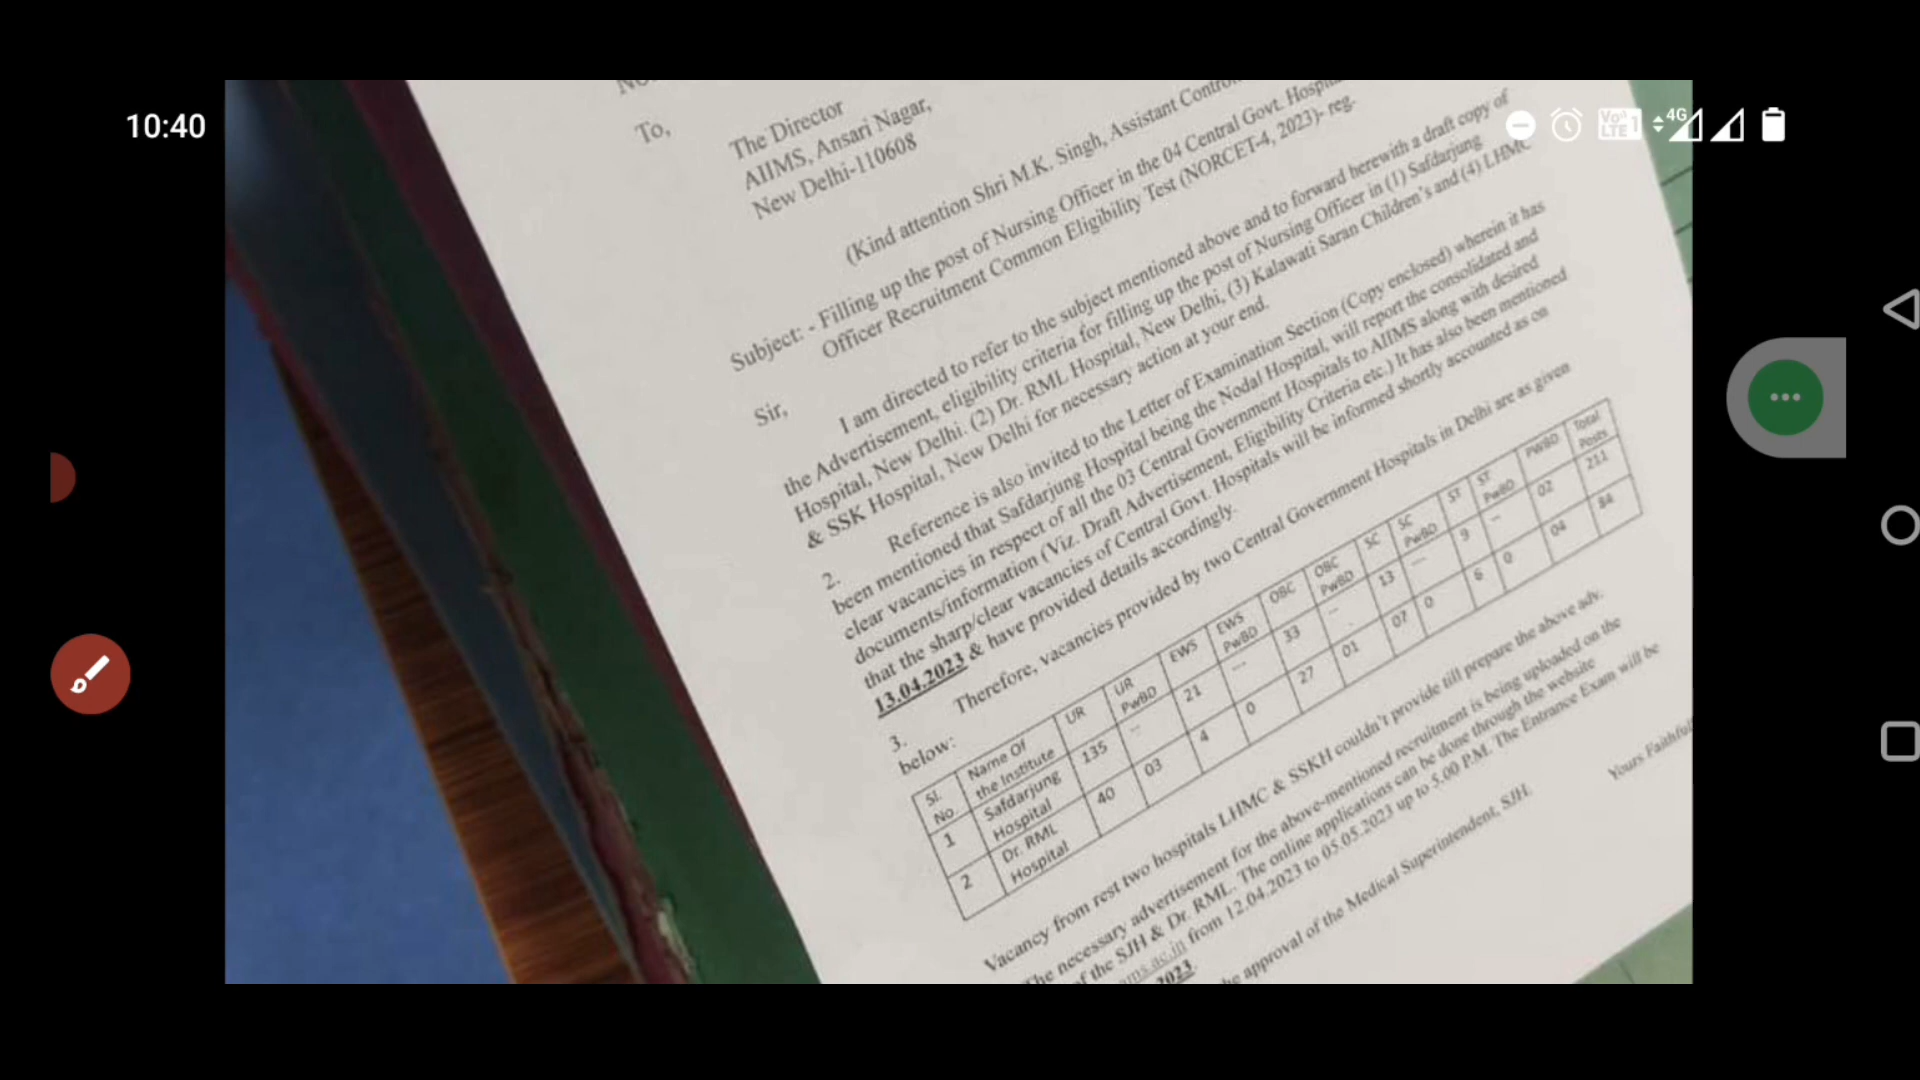 10:40
4G
To,
The Director
AIIMS, Ansari Nagar,
New Delhi-110608
(Kind attention Shri M.K. Singh, Assistant
Subject: - Filling up the post of Nursing Officer in the 04 Central Govt.
Officer Recruitment Common Eligibility Test (NORCET-4, 2023)- reg-
Sir,
I am directed to refer to the subject mentioned above and to forward herewith a draft copy of
the Advertisement, eligibility criteria for filling up the post of Nursing Officer in (1) Safdarjung
Hospital, New Delhi. (2) Dr. RML Hospital, New Delhi, (3) Kalawati Saran Children's and (4) LHMC
& SSK Hospital, New Delhi for necessary action at your end.
2. Reference is also invited to the Letter of Examination Section (Copy enclosed) wherein it has
been mentioned that Safdarjung Hospital being the Nodal Hospital, will report the consolidated and
clear vacancies in respect of all the 03 Central Government Hospitals to AIIMS along with desired
documents/information (Viz. Draft Advertisement, Eligibility Criteria etc.) It has also been mentioned
that the sharp/clear vacancies of Central Govt. Hospitals will be informed shortly accounted as on
13.04.2023 & have provided details accordingly.
3. Therefore, vacancies provided by two Central Government Hospitals in Delhi are as given
below:
Sl. No. Name Of the Institute UR UR PwBD EWS EWS PwBD OBC OBC PwBD SC SC PwBD ST ST PwBD PWBD Total Posts
1 Safdarjung Hospital 135 --- 21 --- 33 --- 13 --- 9 -- 02 211
2 Dr. RML Hospital 40 03 4 0 27 01 07 0 6 0 04 84
Vacancy from rest two hospitals LHMC & SSKH couldn't provide till prepare the above adv.
The necessary advertisement for the above-mentioned recruitment is being uploaded on the
of the SJH & Dr. RML. The online applications can be done through the website
from 12.04.2023 to 05.05.2023 up to 5.00 P.M. The Entrance Exam will be
2023
the approval of the Medical Superintendent, SJH.
Yours